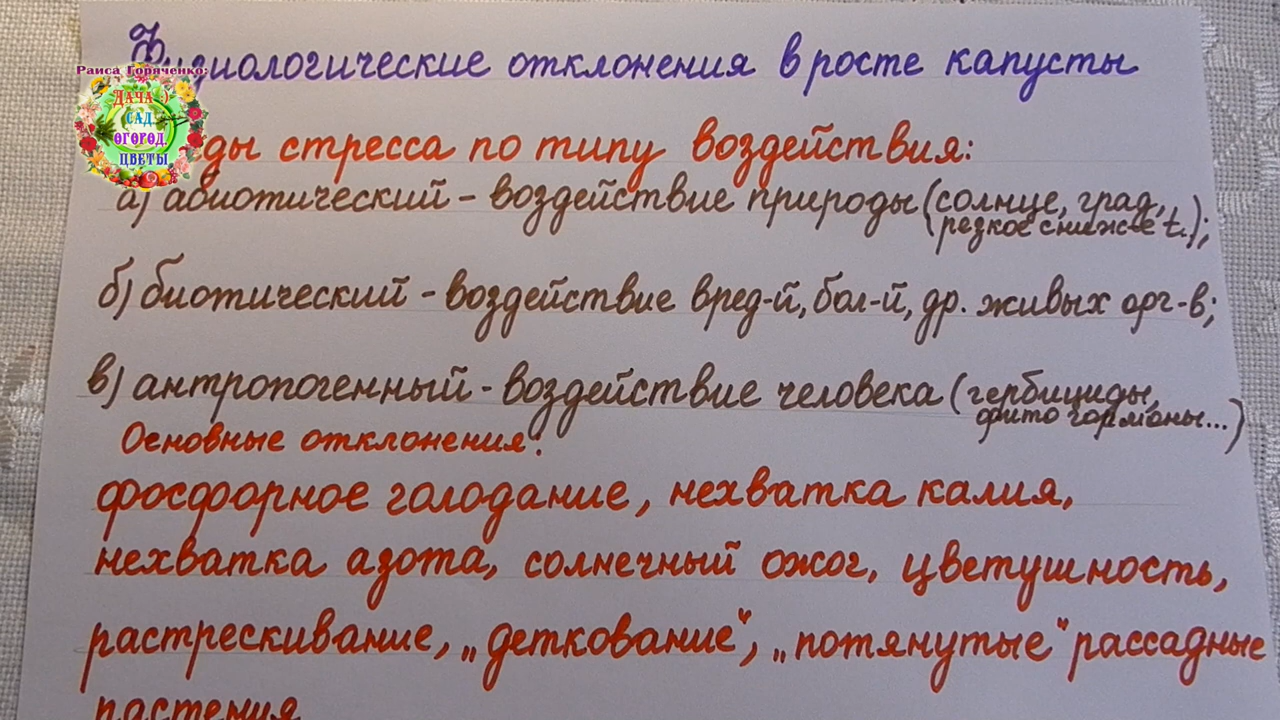 Физиологические отклонения в росте капусты
Раиса Горяченко:
Дача :)
сад
огород.
цветы
ды стресса по типу воздействия:
а) абиотический - воздействие природы (солнце, град,
резкое сниж-е t.);
б) биотический - воздействие вред-й, бол-й, др. живых орг-в;
в) антропогенный - воздействие человека (гербициды,
фито гормоны...)
Основные отклонения:
фосфорное голодание, нехватка калия,
нехватка азота, солнечный ожог, цветушность,
растрескивание, „деткование", „потянутые" рассадные
растения